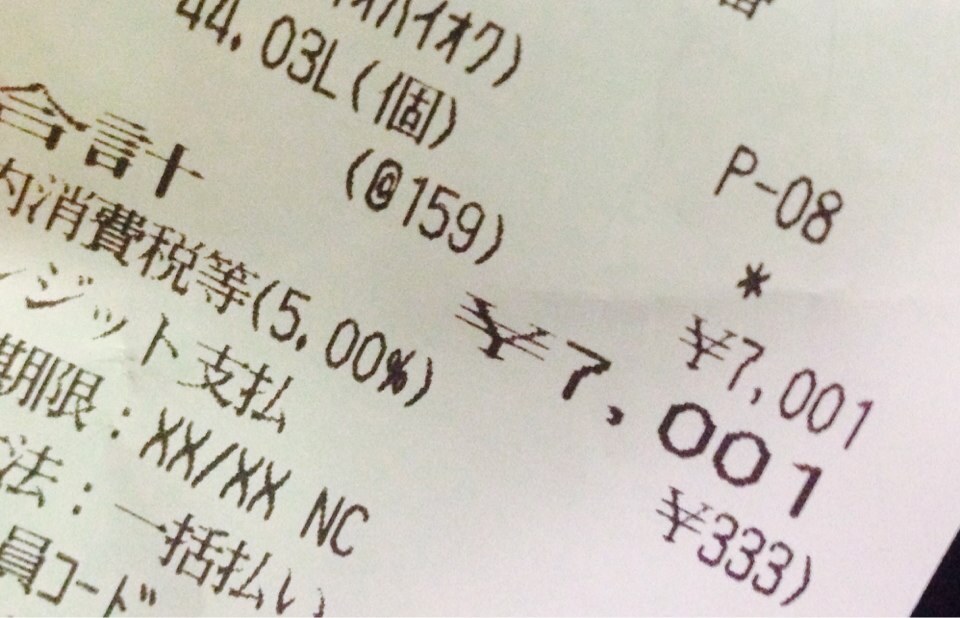 44.03L(個)
(@159)
P-08
*
¥7,001
合計
¥7,001
内消費税等(5.00%)
¥333)
ジット支払
期限:XX/XX NC
法:一括払い
員コード